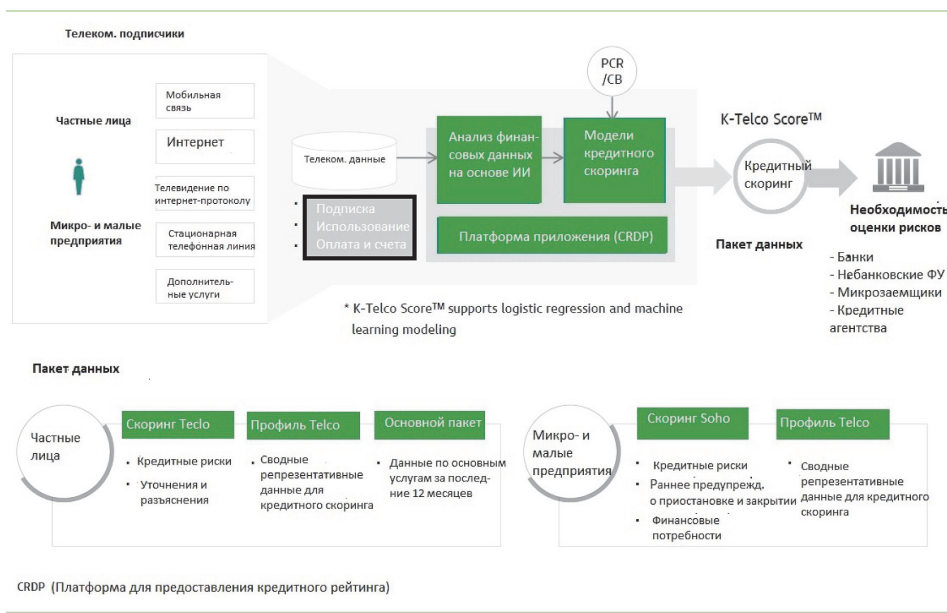 Телеком. подписчики
Частные лица
Микро- и малые
предприятия
Мобильная
связь
Интернет
Телевидение по
интернет-протоколу
Стационарная
телефонная линия
Дополнитель-
ные услуги
Телеком. данные
• Подписка
• Использование
• Оплата и счета
Анализ финан-
совых данных
на основе ИИ
PCR
/CB
Модели
кредитного
скоринга
Платформа приложения (CRDP)
* K-Telco Score™ supports logistic regression and machine
learning modeling
K-Telco Score™
Кредитный
скоринг
Пакет данных
Необходимость
оценки рисков
- Банки
- Небанковские ФУ
- Микрозаемщики
- Кредитные
агентства
Пакет данных
Частные
лица
Скоринг Teclo
• Кредитные риски
• Уточнения и
разъяснения
Профиль Telco
• Сводные
репрезентативные
данные для
кредитного скоринга
Основной пакет
• Данные по основным
услугам за послед-
ние 12 месяцев
Микро- и
малые
предприятия
Скоринг Soho
• Кредитные риски
• Раннее предупрежд.
о приостановке и закрытии
• Финансовые
потребности
Профиль Telco
• Сводные
репрезентативные
данные для кредитного
скоринга
CRDP (Платформа для предоставления кредитного рейтинга)